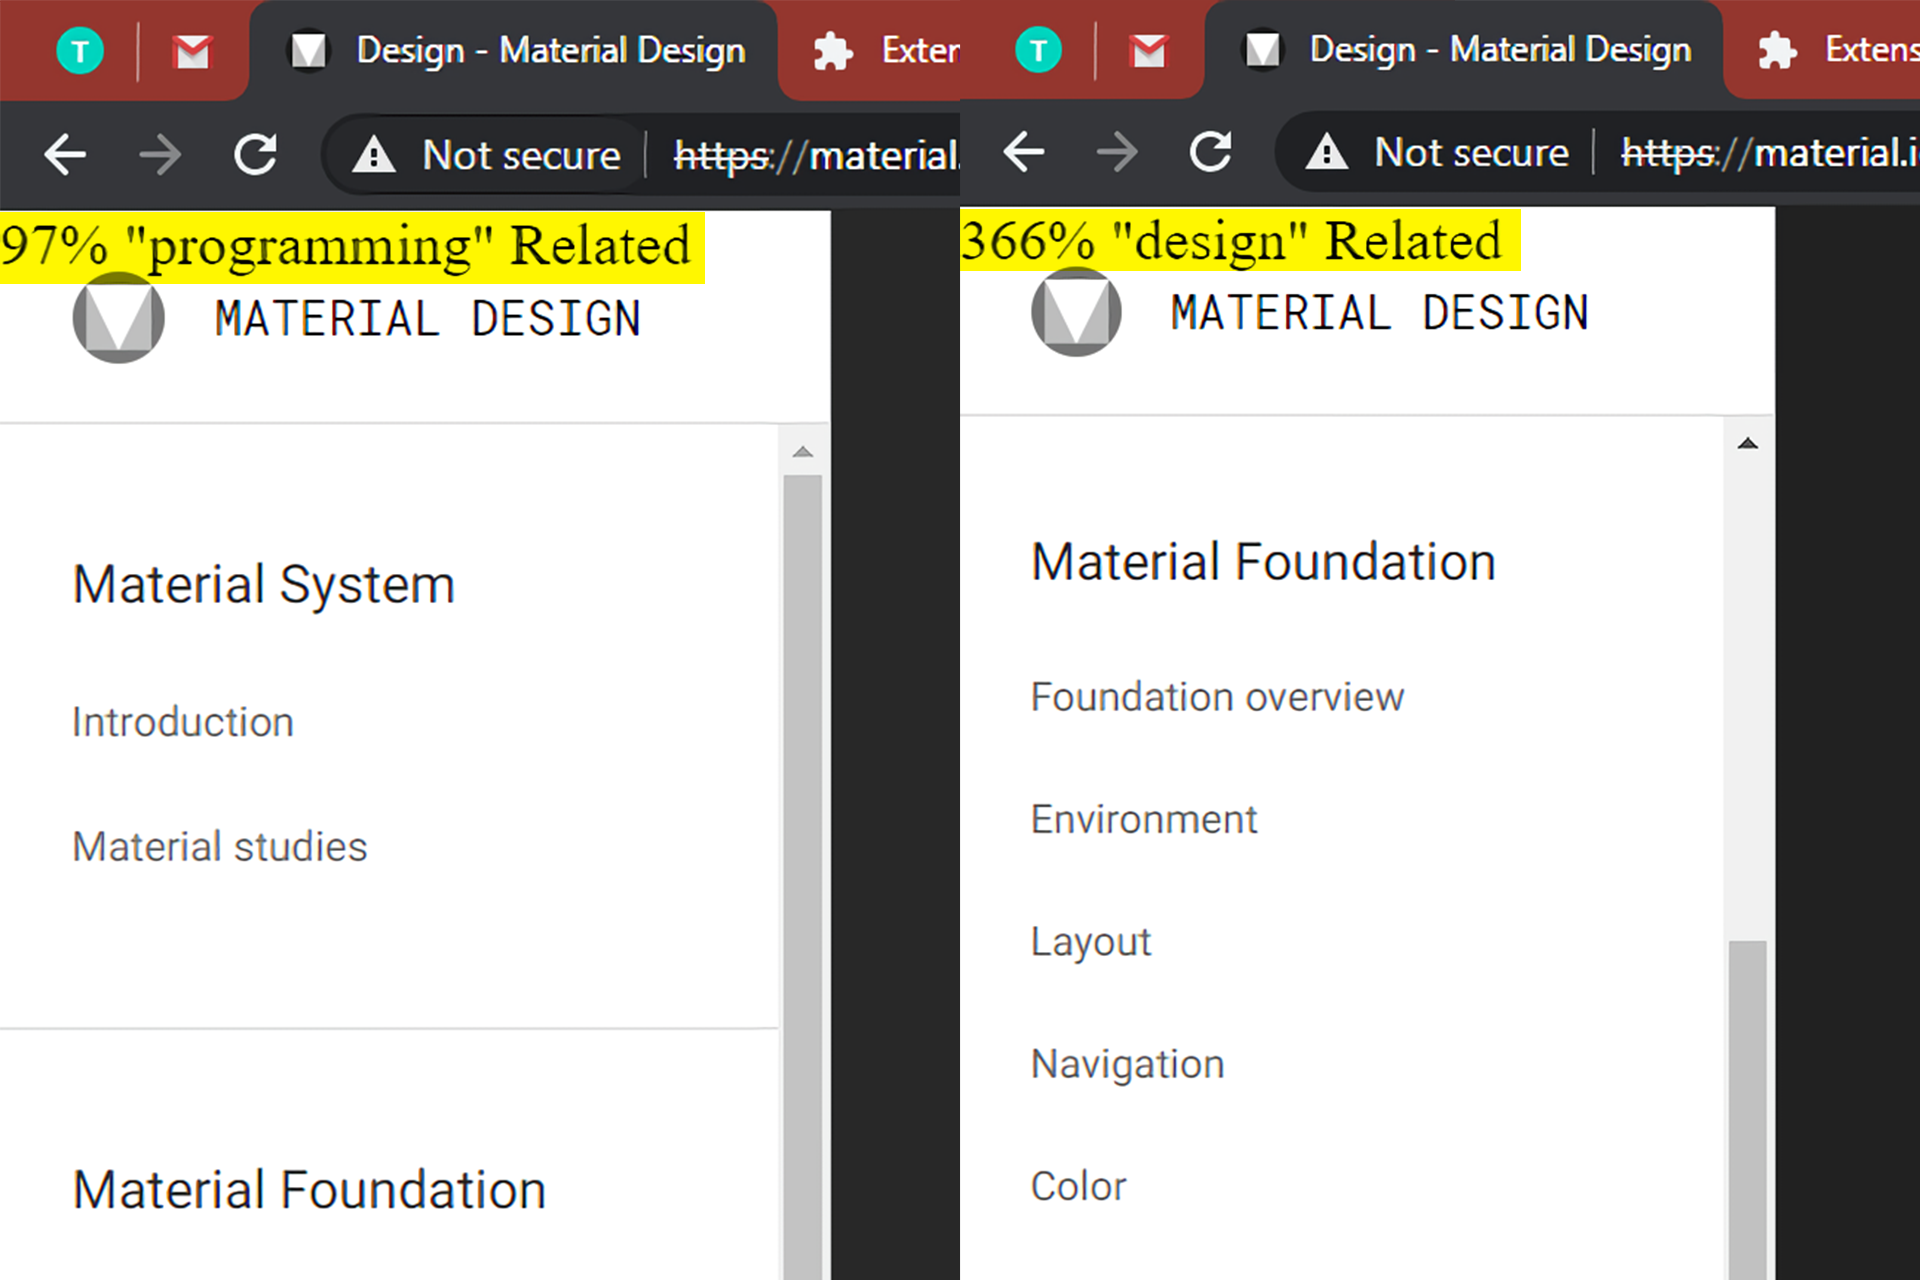 T
Design - Material Design
Exten
Not secure
https://material.
97% "programming" Related
MATERIAL DESIGN
Material System
Introduction
Material studies
Material Foundation
T
Design - Material Design
Extens
Not secure
https://material.i
366% "design" Related
MATERIAL DESIGN
Material Foundation
Foundation overview
Environment
Layout
Navigation
Color